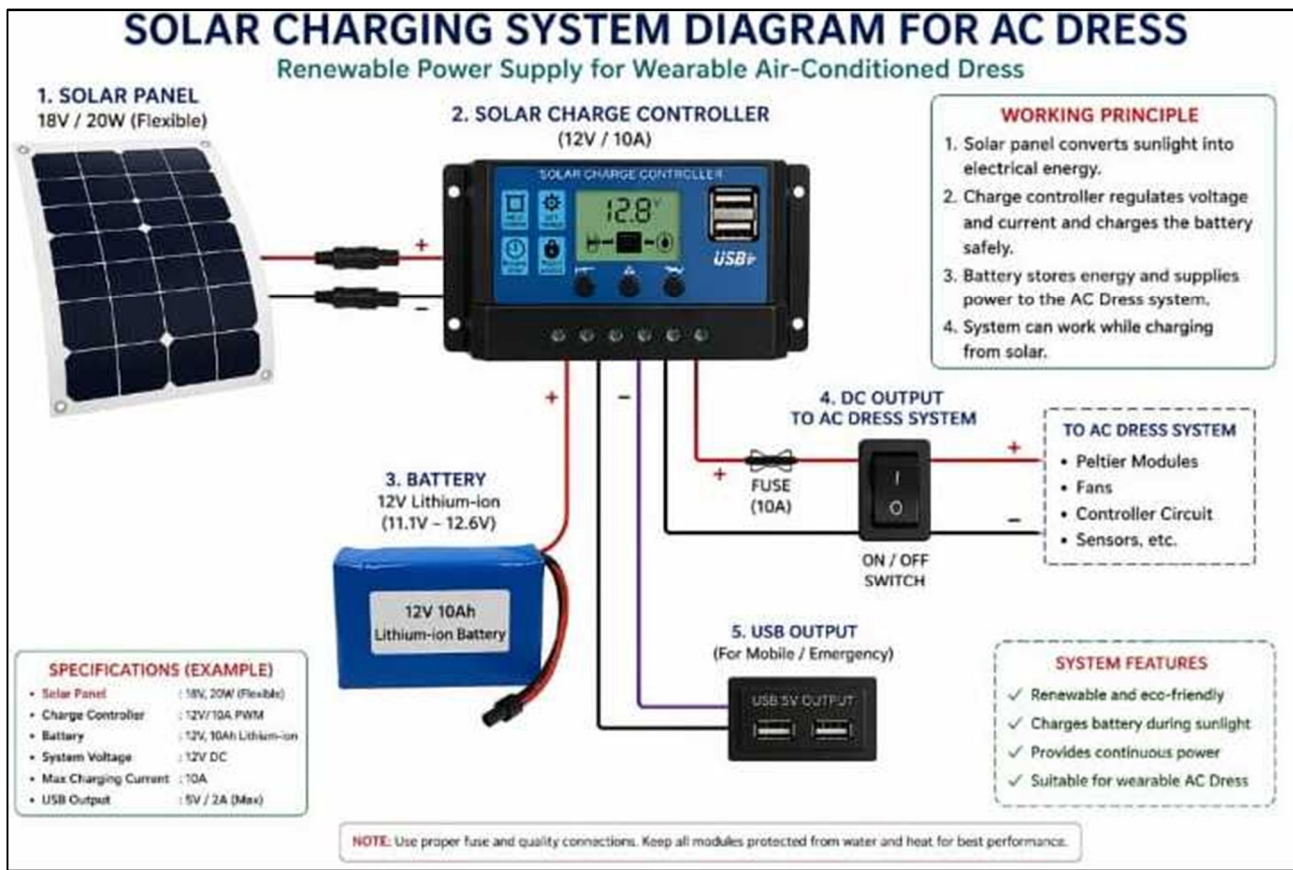 SOLAR CHARGING SYSTEM DIAGRAM FOR AC DRESS
Renewable Power Supply for Wearable Air-Conditioned Dress
1. SOLAR PANEL
18V / 20W (Flexible)
2. SOLAR CHARGE CONTROLLER
(12V / 10A)
SOLAR CHARGE CONTROLLER
12.8V
USB
+
−
WORKING PRINCIPLE
1. Solar panel converts sunlight into
electrical energy.
2. Charge controller regulates voltage
and current and charges the battery
safely.
3. Battery stores energy and supplies
power to the AC Dress system.
4. System can work while charging
from solar.
+
−
3. BATTERY
12V Lithium-ion
(11.1V – 12.6V)
12V 10Ah
Lithium-ion Battery
4. DC OUTPUT
TO AC DRESS SYSTEM
+
FUSE
(10A)
I
O
ON / OFF
SWITCH
+
−
TO AC DRESS SYSTEM
• Peltier Modules
• Fans
• Controller Circuit
• Sensors, etc.
5. USB OUTPUT
(For Mobile / Emergency)
USB 5V OUTPUT
SPECIFICATIONS (EXAMPLE)
• Solar Panel : 18V, 20W (Flexible)
• Charge Controller : 12V/10A PWM
• Battery : 12V, 10Ah Lithium-ion
• System Voltage : 12V DC
• Max Charging Current : 10A
• USB Output : 5V / 2A (Max)
SYSTEM FEATURES
✓ Renewable and eco-friendly
✓ Charges battery during sunlight
✓ Provides continuous power
✓ Suitable for wearable AC Dress
NOTE: Use proper fuse and quality connections. Keep all modules protected from water and heat for best performance.